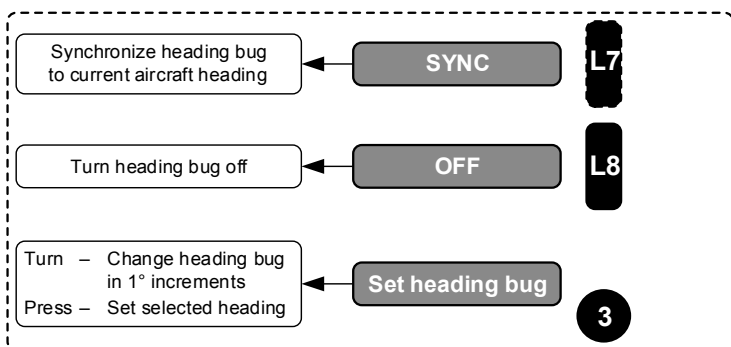 Synchronize heading bug
to current aircraft heading
SYNC
L7
Turn heading bug off
OFF
L8
Turn – Change heading bug
in 1° increments
Press – Set selected heading
Set heading bug
3